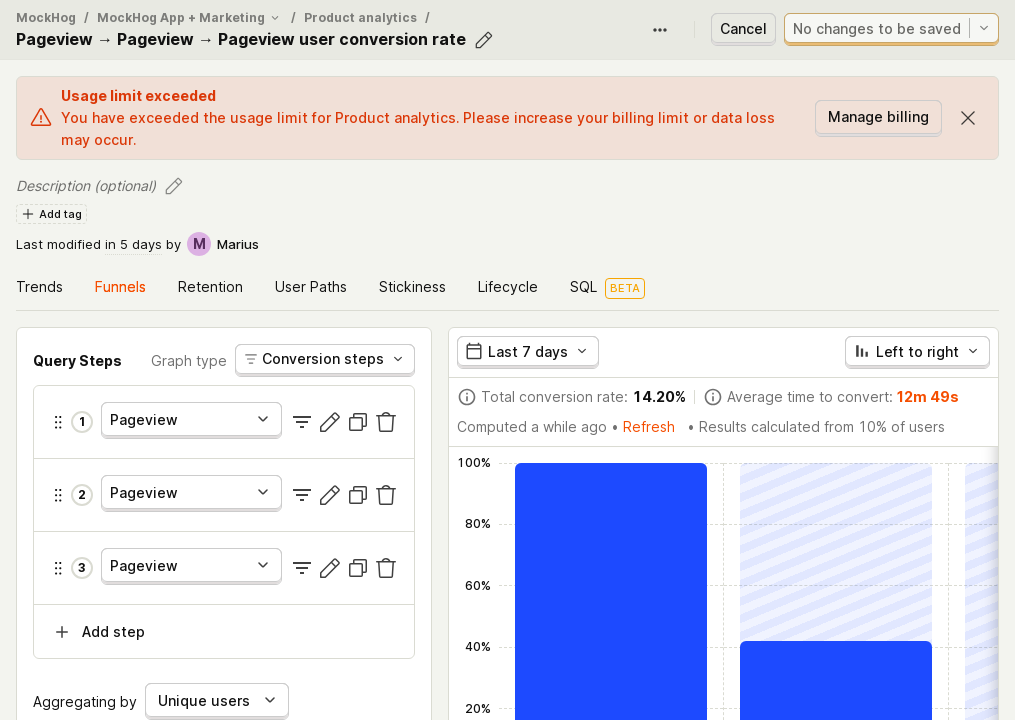 MockHog / MockHog App + Marketing / Product analytics /
Pageview → Pageview → Pageview user conversion rate
Cancel
No changes to be saved
Usage limit exceeded
You have exceeded the usage limit for Product analytics. Please increase your billing limit or data loss
may occur.
Manage billing
Description (optional)
Add tag
Last modified in 5 days by M Marius
Trends Funnels Retention User Paths Stickiness Lifecycle SQL BETA
Query Steps Graph type Conversion steps
1 Pageview
2 Pageview
3 Pageview
Add step
Aggregating by Unique users
Last 7 days Left to right
Total conversion rate: 14.20% Average time to convert: 12m 49s
Computed a while ago • Refresh • Results calculated from 10% of users
100%
80%
60%
40%
20%